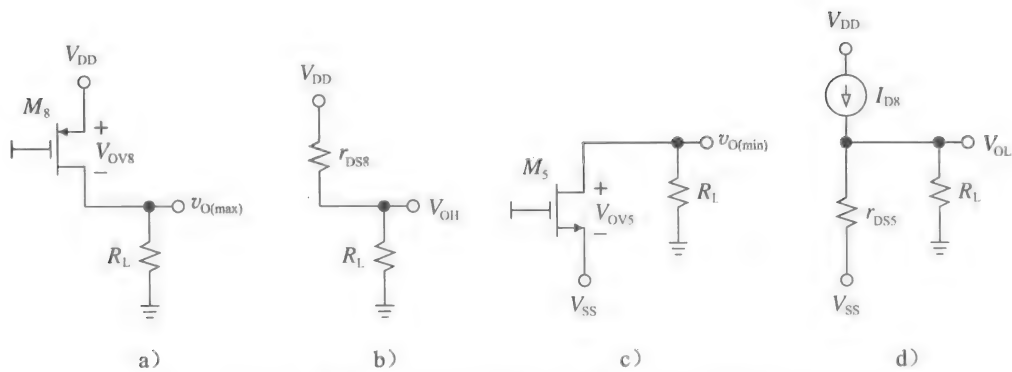 V_DD
M_8
+
V_OV8
−
v_O(max)
R_L
a)
V_DD
r_DS8
V_OH
R_L
b)
v_O(min)
M_5
+
V_OV5
−
R_L
V_SS
c)
V_DD
I_D8
V_OL
r_DS5
R_L
V_SS
d)